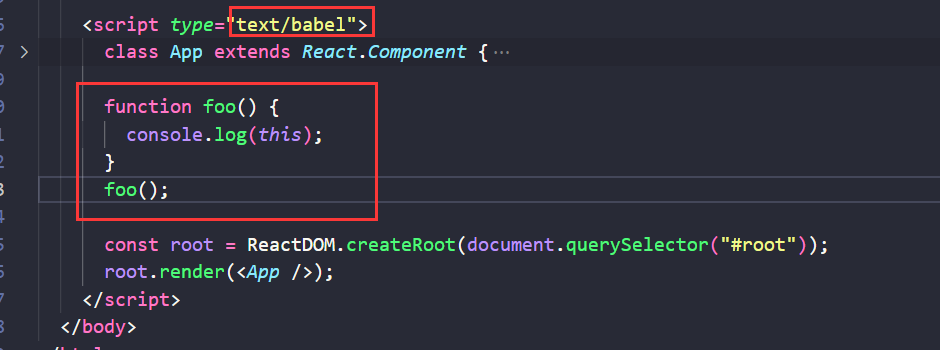 <script type="text/babel">
class App extends React.Component {…
function foo() {
console.log(this);
}
foo();
const root = ReactDOM.createRoot(document.querySelector("#root"));
root.render(<App />);
</script>
</body>